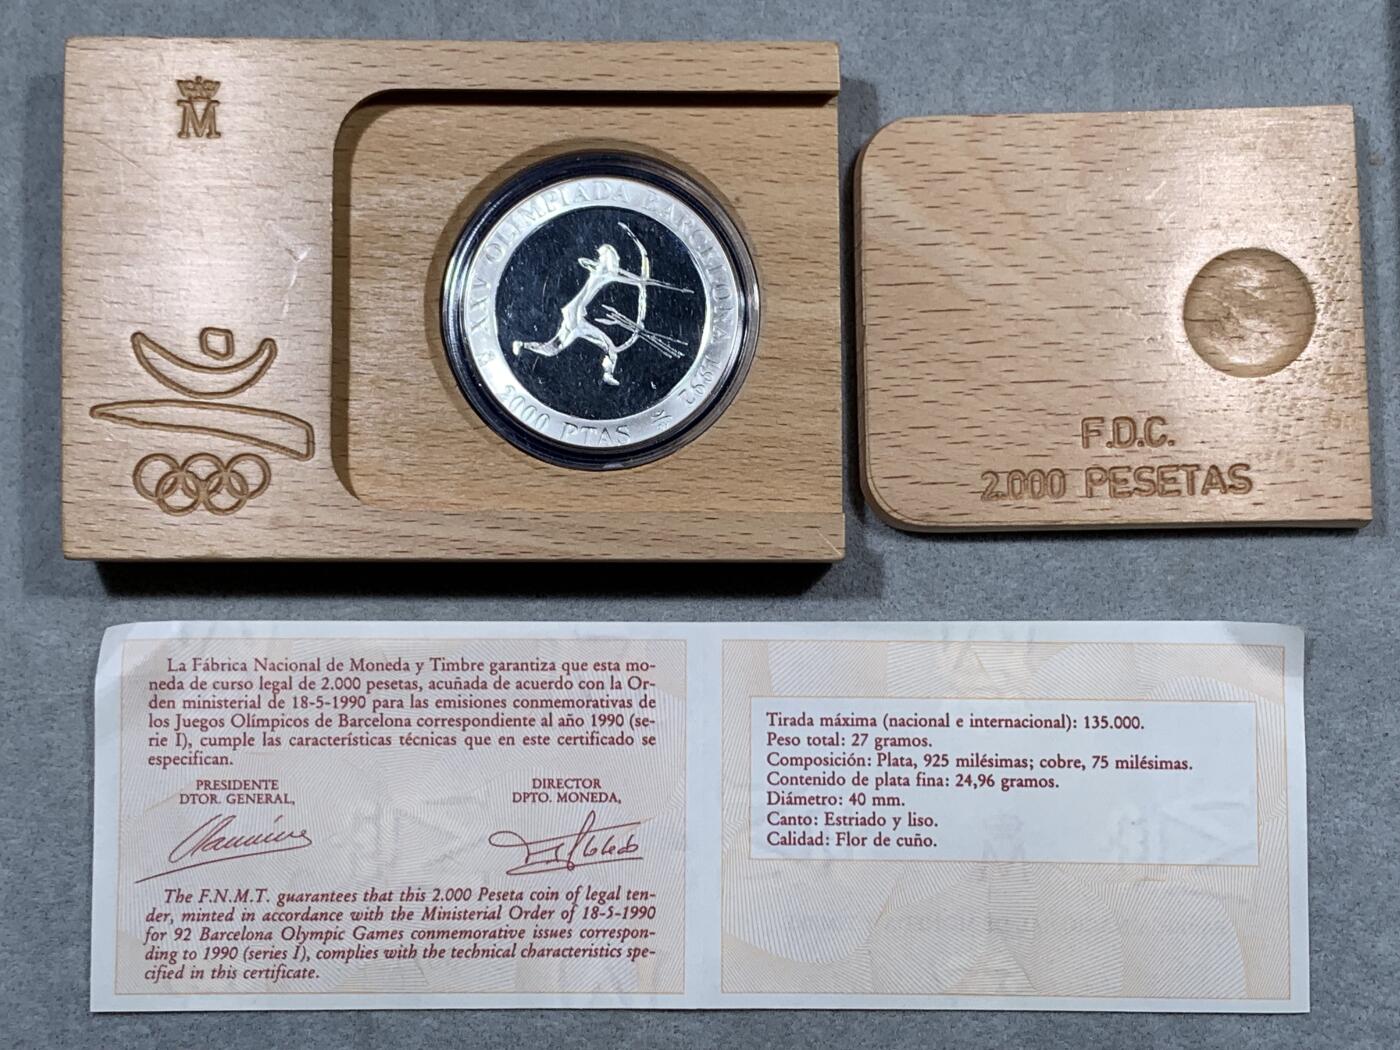 M
XXV OLIMPIADA BARCELONA 1992
2000 PTAS
M
F.D.C.
2.000 PESETAS
La Fábrica Nacional de Moneda y Timbre garantiza que esta mo-
neda de curso legal de 2.000 pesetas, acuñada de acuerdo con la Or-
den ministerial de 18-5-1990 para las emisiones conmemorativas de
los Juegos Olímpicos de Barcelona correspondiente al año 1990 (se-
rie I), cumple las características técnicas que en este certificado se
especifican.
PRESIDENTE
DTOR. GENERAL,
DIRECTOR
DPTO. MONEDA,
The F.N.M.T. guarantees that this 2.000 Peseta coin of legal ten-
der, minted in accordance with the Ministerial Order of 18-5-1990
for 92 Barcelona Olympic Games conmemorative issues correspon-
ding to 1990 (series I), complies with the technical characteristics spe-
cified in this certificate.
Tirada máxima (nacional e internacional): 135.000.
Peso total: 27 gramos.
Composición: Plata, 925 milésimas; cobre, 75 milésimas.
Contenido de plata fina: 24,96 gramos.
Diámetro: 40 mm.
Canto: Estriado y liso.
Calidad: Flor de cuño.